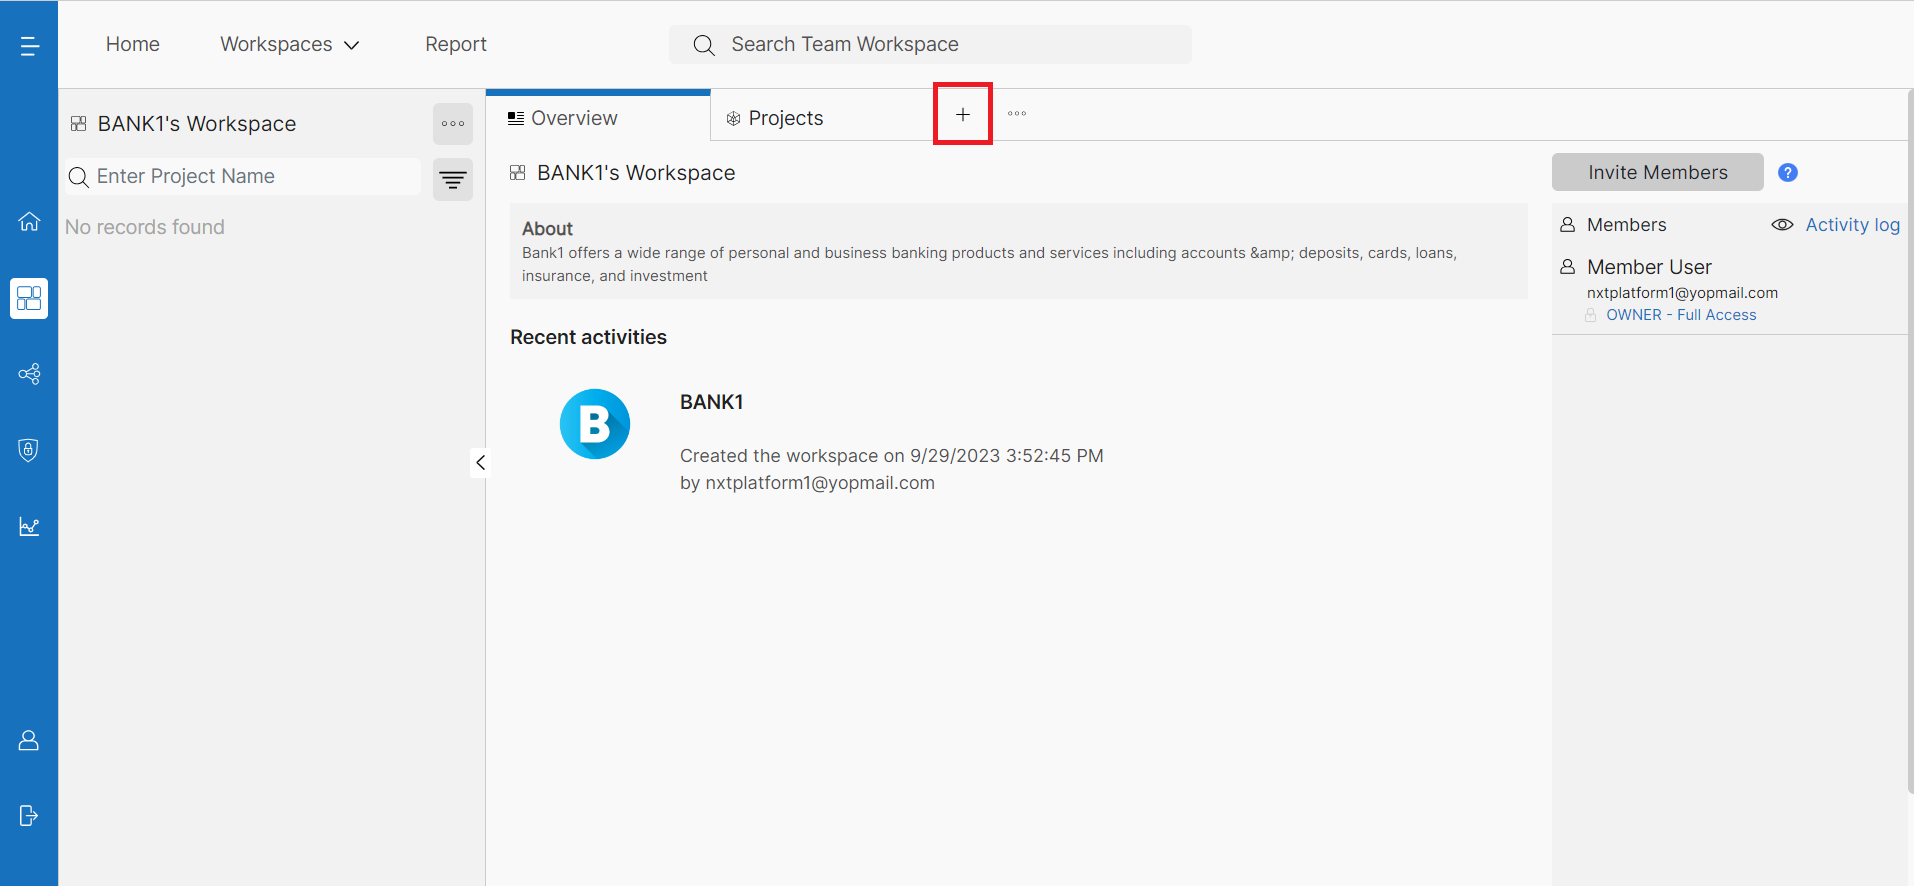 Home Workspaces Report Search Team Workspace
BANK1's Workspace
Enter Project Name
No records found
Overview Projects
BANK1's Workspace
About
Bank1 offers a wide range of personal and business banking products and services including accounts &amp; deposits, cards, loans,
insurance, and investment
Recent activities
B
BANK1
Created the workspace on 9/29/2023 3:52:45 PM
by nxtplatform1@yopmail.com
Invite Members ?
Members Activity log
Member User
nxtplatform1@yopmail.com
OWNER - Full Access